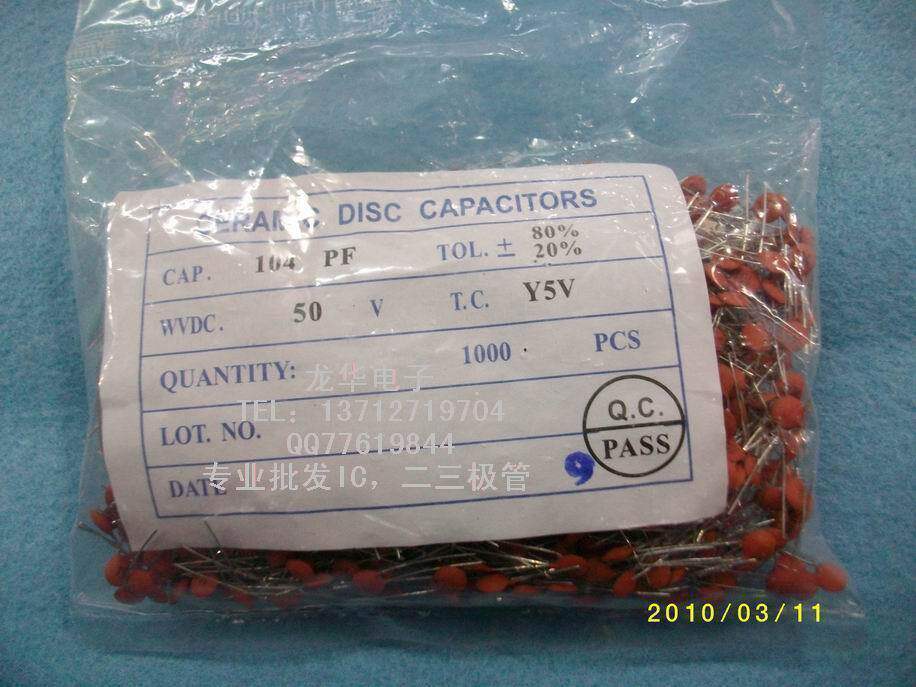 CERAMIC DISC CAPACITORS
CAP. 104 PF TOL. ± 80% 20%
WVDC. 50 V T.C. Y5V
QUANTITY: 1000 PCS
龙华电子
TEL: 13712719704
LOT. NO.
QQ77619844
Q.C.
PASS
9
DATE
专业批发IC，二三极管
2010/03/11